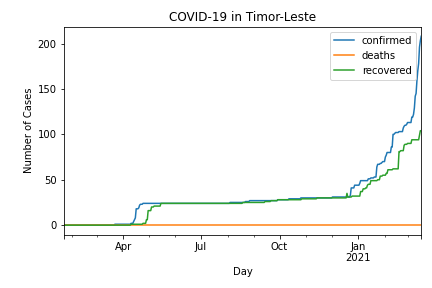 COVID-19 in Timor-Leste
confirmed
deaths
recovered
Number of Cases
200
150
100
50
0
Apr
Jul
Oct
Jan
2021
Day